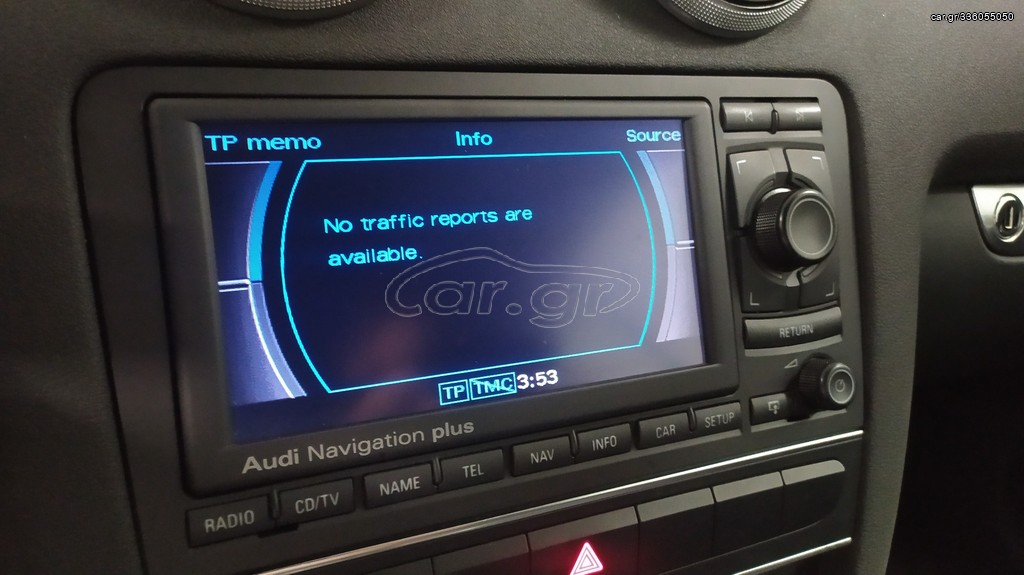 car.gr/336055050
TP memo Info Source
No traffic reports are
available.
car.gr
TP TMC 3:53
Audi Navigation plus
RETURN
RADIO CD/TV NAME TEL NAV INFO CAR SETUP